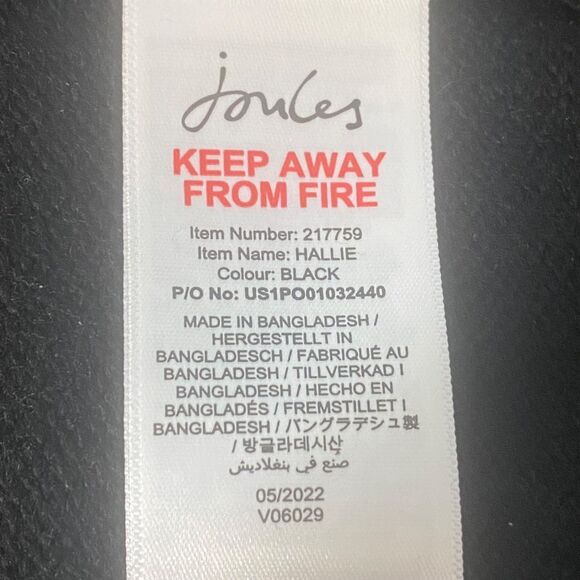 joules
KEEP AWAY
FROM FIRE
Item Number: 217759
Item Name: HALLIE
Colour: BLACK
P/O No: US1PO01032440
MADE IN BANGLADESH /
HERGESTELLT IN
BANGLADESCH / FABRIQUÉ AU
BANGLADESH / TILLVERKAD I
BANGLADESH / HECHO EN
BANGLADÉS / FREMSTILLET I
BANGLADESH / バングラデシュ製
/ 방글라데시산
صُنع في بنغلاديش
05/2022
V06029